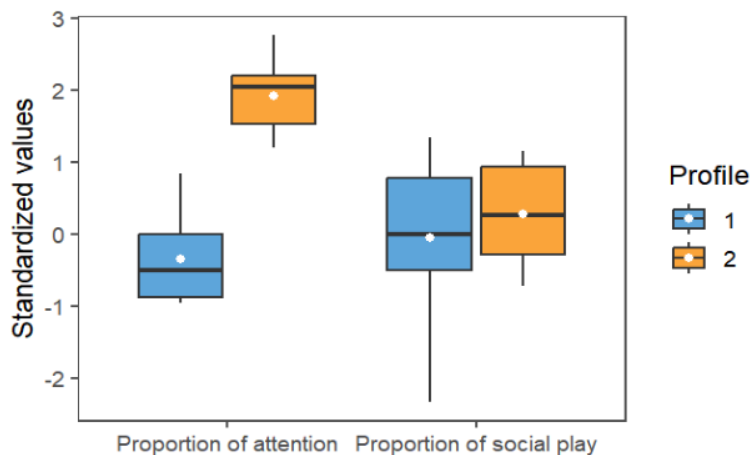 3
2
1
0
-1
-2
Standardized values
Proportion of attention
Proportion of social play
Profile
1
2